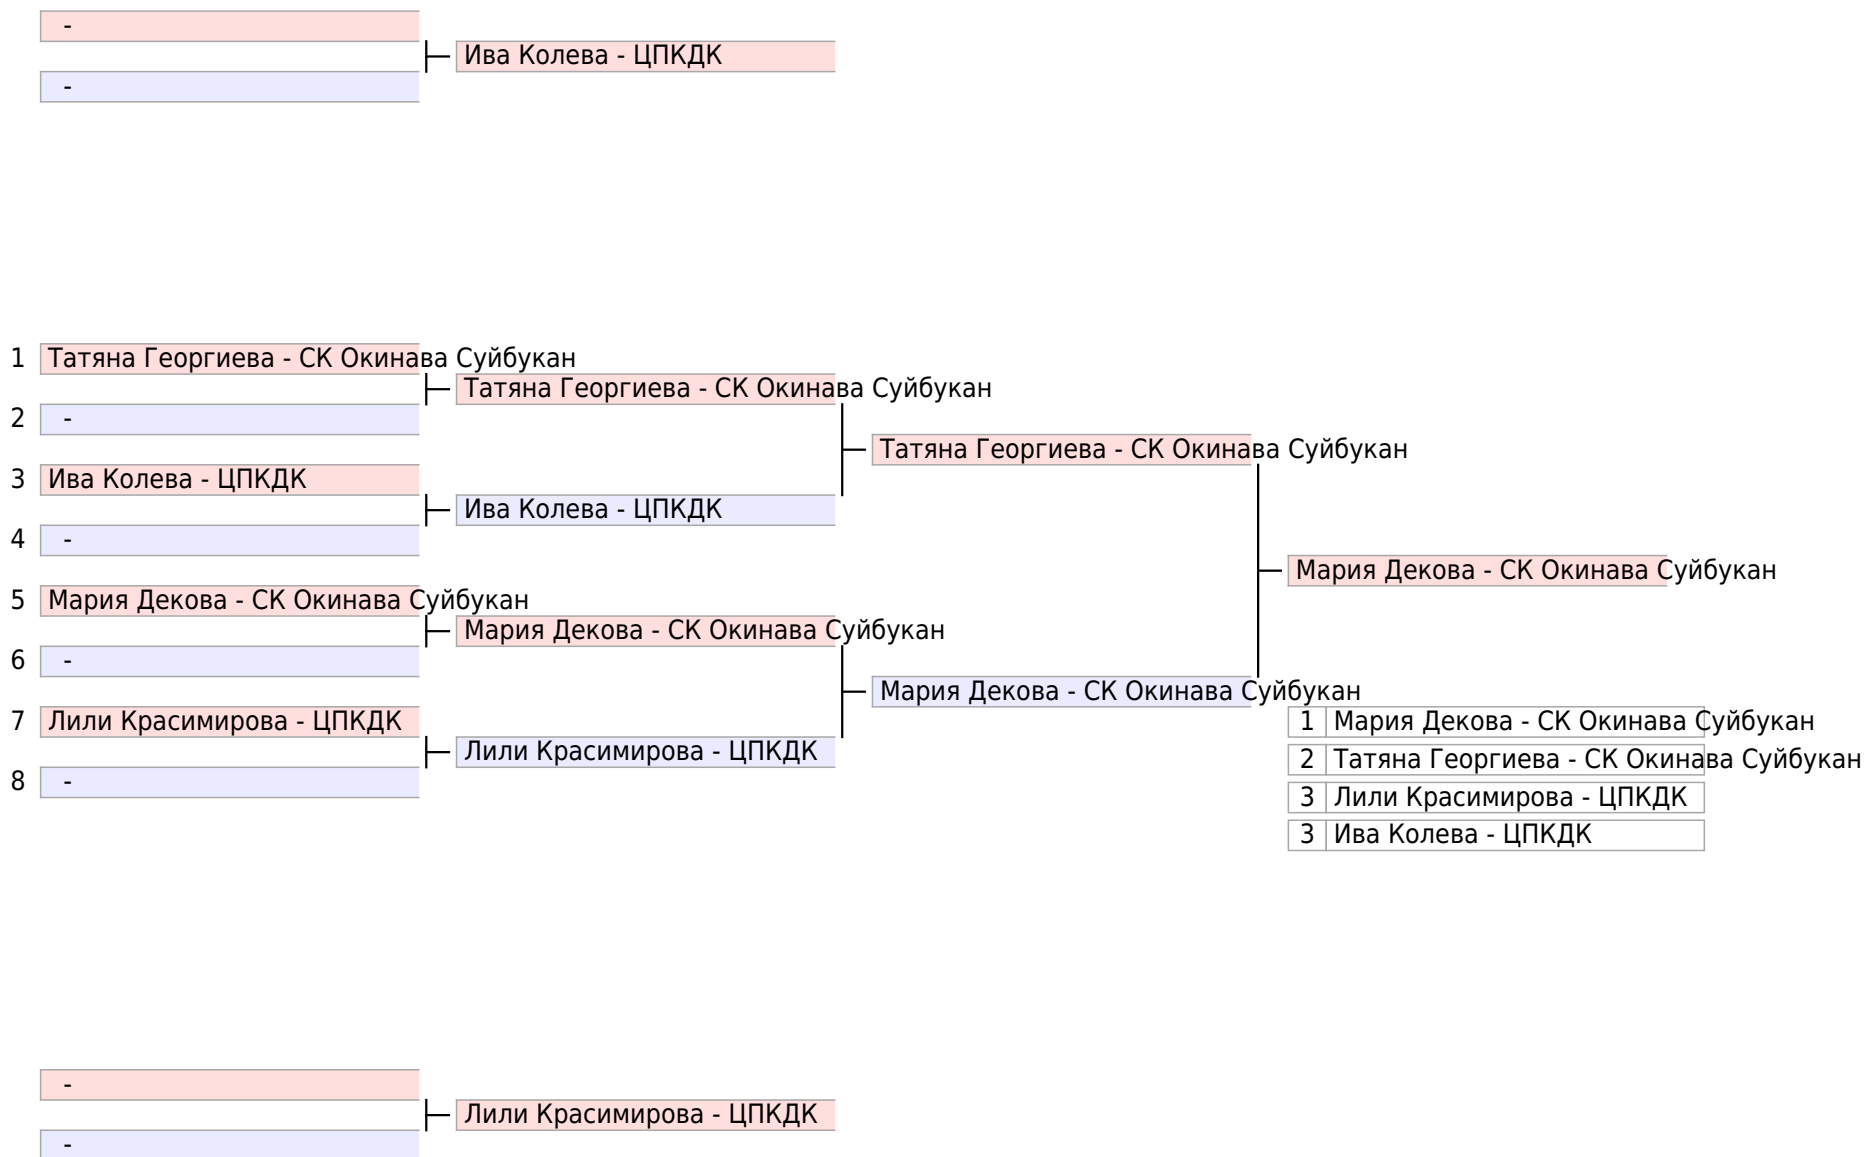 -
Ива Колева - ЦПКДК
-
1 Татяна Георгиева - СК Окинава Суйбукан
Татяна Георгиева - СК Окинава Суйбукан
2 -
Татяна Георгиева - СК Окинава Суйбукан
3 Ива Колева - ЦПКДК
Ива Колева - ЦПКДК
4 -
Мария Декова - СК Окинава Суйбукан
5 Мария Декова - СК Окинава Суйбукан
Мария Декова - СК Окинава Суйбукан
6 -
Мария Декова - СК Окинава Суйбукан
7 Лили Красимирова - ЦПКДК
Лили Красимирова - ЦПКДК
8 -
1 Мария Декова - СК Окинава Суйбукан
2 Татяна Георгиева - СК Окинава Суйбукан
3 Лили Красимирова - ЦПКДК
3 Ива Колева - ЦПКДК
-
Лили Красимирова - ЦПКДК
-